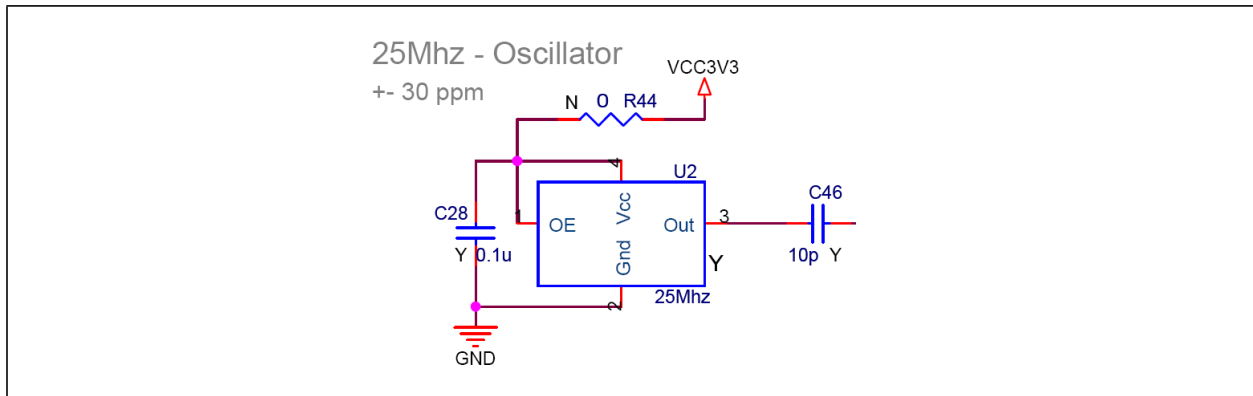 25Mhz - Oscillator
+- 30 ppm
VCC3V3
N 0 R44
4
U2
C28
1
OE
Vcc
Gnd
Out
3
C46
Y 0.1u
Y
10p Y
2
25Mhz
GND